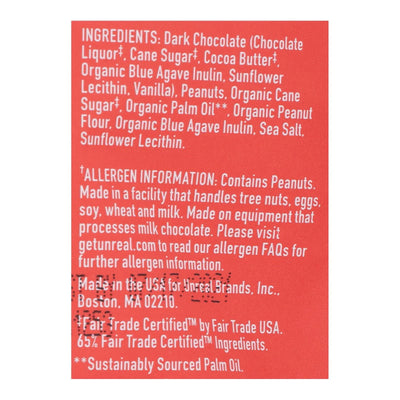 INGREDIENTS: Dark Chocolate (Chocolate
Liquor‡, Cane Sugar‡, Cocoa Butter‡,
Organic Blue Agave Inulin, Sunflower
Lecithin, Vanilla). Peanuts, Organic Cane
Sugar‡, Organic Palm Oil**, Organic Peanut
Flour, Organic Blue Agave Inulin, Sea Salt,
Sunflower Lecithin.
†ALLERGEN INFORMATION: Contains Peanuts.
Made in a facility that handles tree nuts, eggs,
soy, wheat and milk. Made on equipment that
processes milk chocolate. Please visit
getunreal.com to read our allergen FAQs for
further allergen information.
Made in the USA for Unreal Brands, Inc.,
Boston, MA 02210.
‡Fair Trade Certified™ by Fair Trade USA.
65% Fair Trade Certified™ Ingredients.
**Sustainably Sourced Palm Oil.